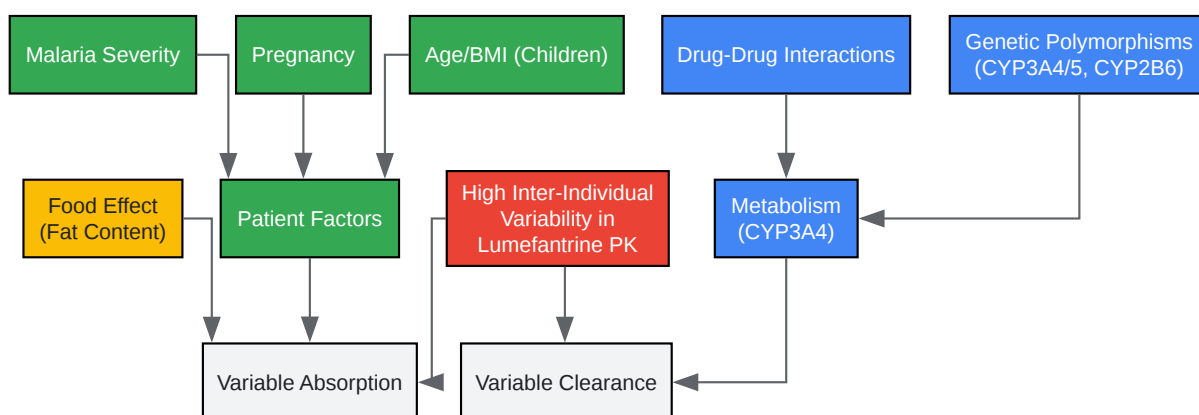 Malaria Severity
Pregnancy
Age/BMI (Children)
Drug-Drug Interactions
Genetic Polymorphisms
(CYP3A4/5, CYP2B6)
Food Effect
(Fat Content)
Patient Factors
High Inter-Individual
Variability in
Lumefantrine PK
Metabolism
(CYP3A4)
Variable Absorption
Variable Clearance